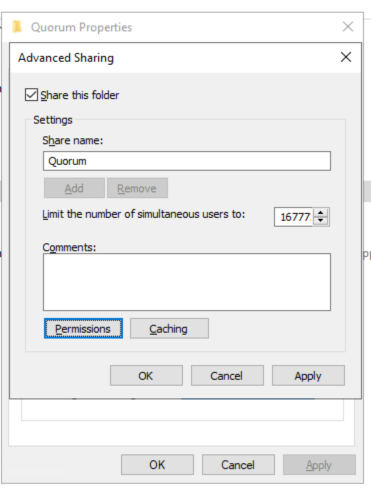 Quorum Properties
Advanced Sharing
Share this folder
Settings
Share name:
Quorum
Add Remove
Limit the number of simultaneous users to: 16777
Comments:
Permissions Caching
OK Cancel Apply
OK Cancel Apply